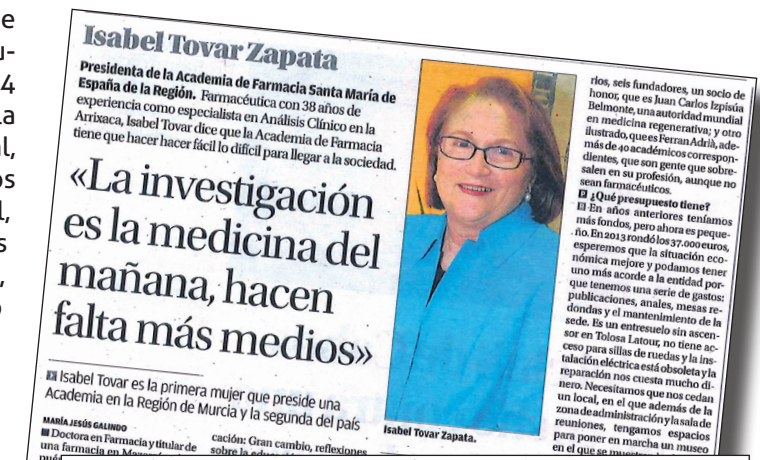 e
u-
4
a
al,
os
l,
s
,
o
Isabel Tovar Zapata
Presidenta de la Academia de Farmacia Santa María de
España de la Región. Farmacéutica con 38 años de
experiencia como especialista en Análisis Clínico en la
Arrixaca, Isabel Tovar dice que la Academia de Farmacia
tiene que hacer hacer fácil lo difícil para llegar a la sociedad.
«La investigación
es la medicina del
mañana, hacen
falta más medios»
Isabel Tovar es la primera mujer que preside una
Academia en la Región de Murcia y la segunda del país
MARÍA JESÚS GALINDO
Doctora en Farmacia y titular de
una farmacia en
cación: Gran cambio, reflexiones
sobre la
Isabel Tovar Zapata.
rios, seis fundadores, un socio de
honor, que es Juan Carlos Izpisúa
Belmonte, una autoridad mundial
en medicina regenerativa; y otro
ilustrado, que es Ferran Adrià, ade-
más de 40 académicos correspon-
dientes, que son gente que sobre-
salen en su profesión, aunque no
sean farmacéuticos.
¿Qué presupuesto tiene?
En años anteriores teníamos
más fondos, pero ahora es peque-
ño. En 2013 rondó los 37.000 euros,
esperemos que la situación eco-
nómica mejore y podamos tener
uno más acorde a la entidad por-
que tenemos una serie de gastos:
publicaciones, anales, mesas re-
dondas y el mantenimiento de la
sede. Es un entresuelo sin ascen-
sor en Tolosa Latour, no tiene ac-
ceso para sillas de ruedas y la ins-
talación eléctrica está obsoleta y la
reparación nos cuesta mucho di-
nero. Necesitamos que nos cedan
un local, en el que además de la
zona de administración y la sala de
reuniones, tengamos espacios
para poner en marcha un museo
en el que se